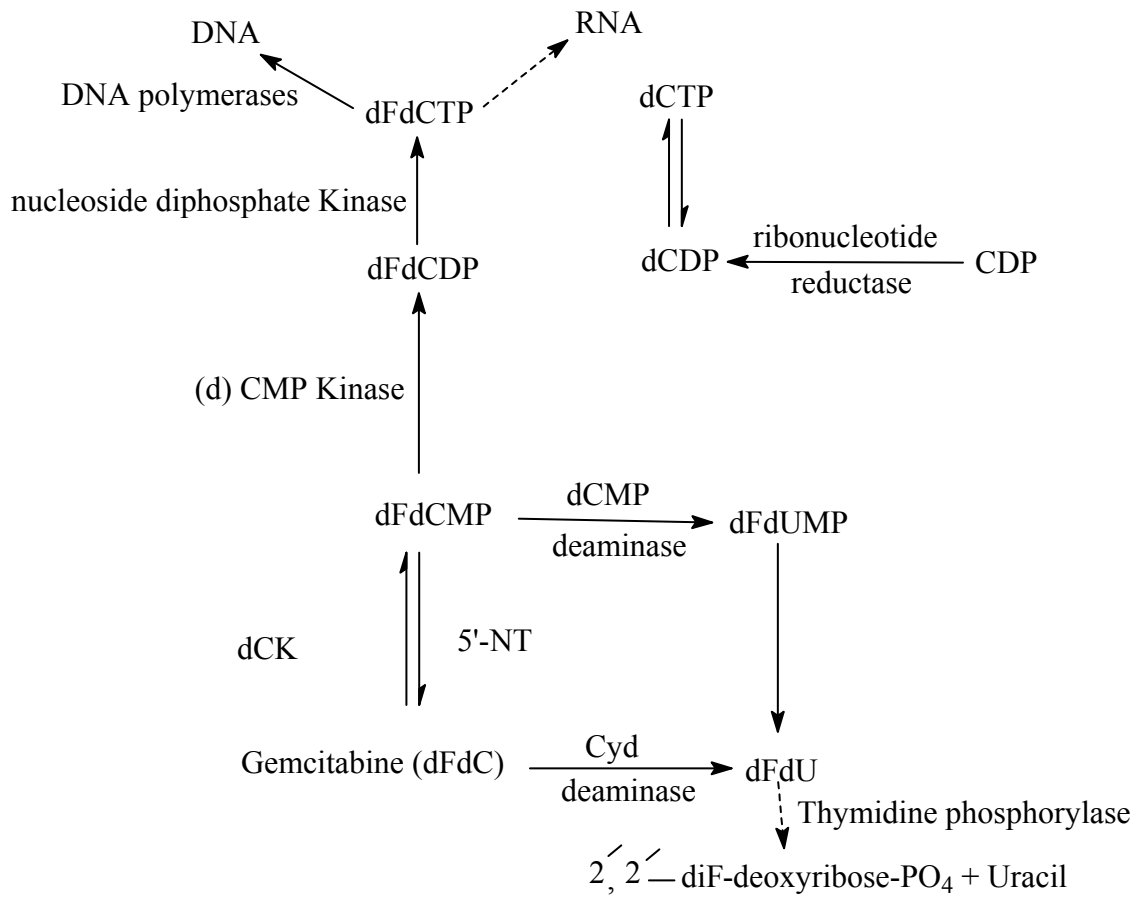 DNA
RNA
DNA polymerases
dFdCTP
dCTP
nucleoside diphosphate Kinase
dFdCDP
dCDP
ribonucleotide
reductase
CDP
(d) CMP Kinase
dFdCMP
dCMP
deaminase
dFdUMP
dCK
5'-NT
Gemcitabine (dFdC)
Cyd
deaminase
dFdU
Thymidine phosphorylase
2′, 2′— diF-deoxyribose-PO4 + Uracil